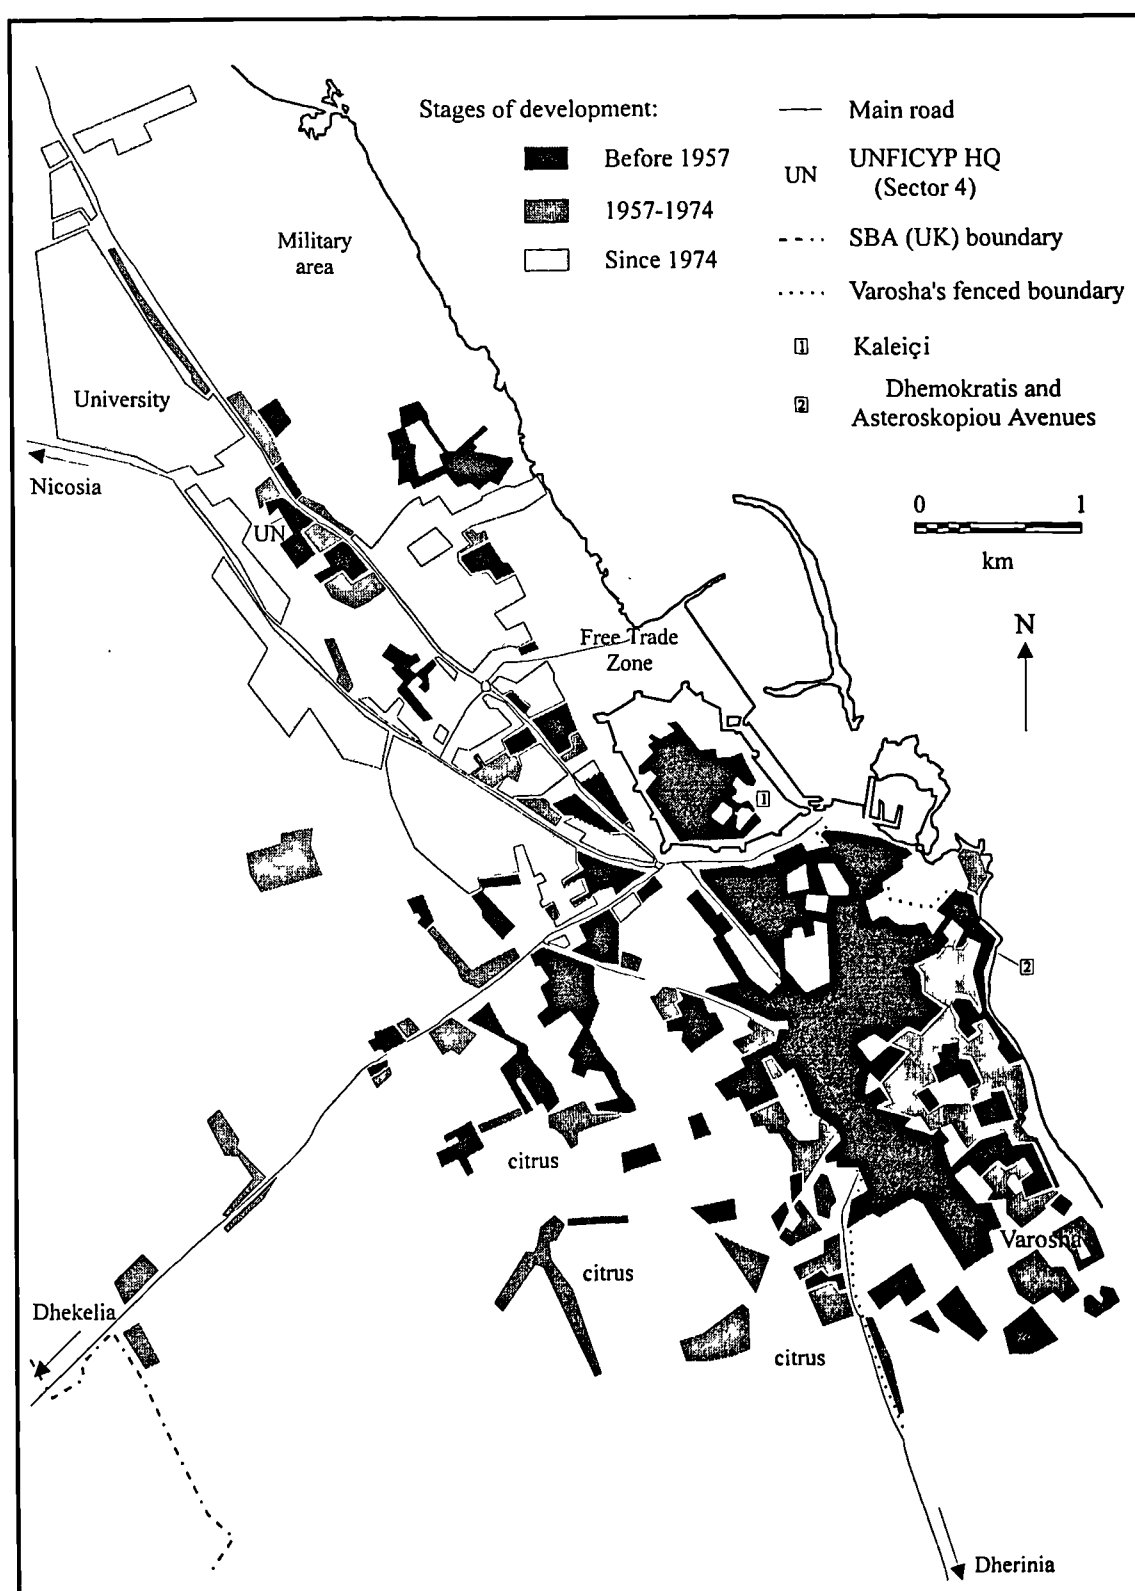 Stages of development:
Before 1957
1957-1974
Since 1974
Main road
UN
UNFICYP HQ
(Sector 4)
SBA (UK) boundary
Varosha's fenced boundary
1
Kaleiçi
2
Dhemokratis and
Asteroskopiou Avenues
0 1
km
N
Military
area
University
Nicosia
UN
Free Trade
Zone
1
2
citrus
citrus
Varosha
citrus
Dhekelia
Dherinia